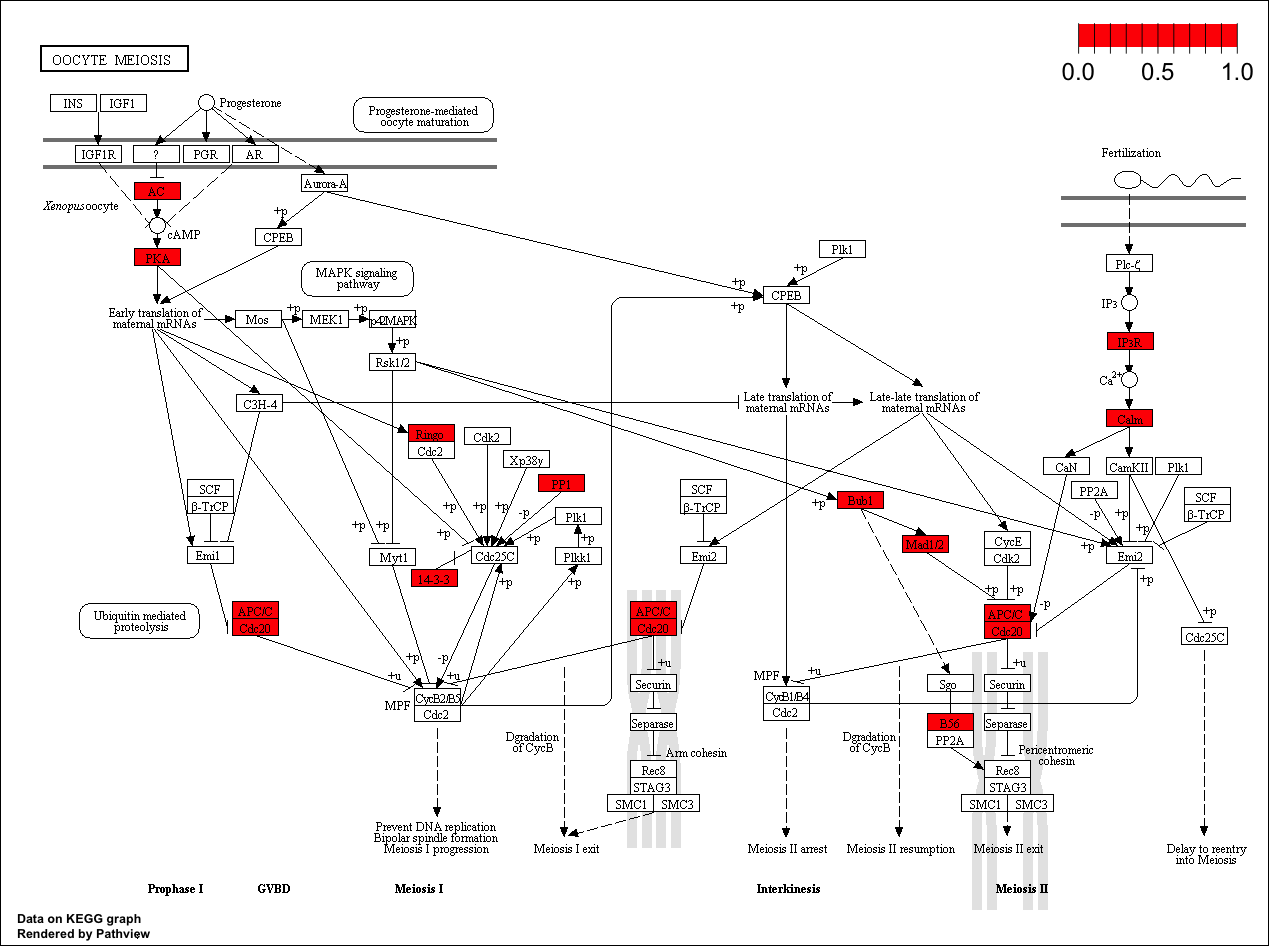 OOCYTE MEIOSIS
0.0 0.5 1.0
INS IGF1
Progesterone
Progesterone-mediated
oocyte maturation
IGF1R ? PGR AR
Fertilization
Aurora-A
AC
Xenopus oocyte
cAMP
+p
CPEB
PKA
Plk1
Plc-ζ
MAPK signaling
pathway
+p
+p
+p
CPEB
IP3
Early translation of
maternal mRNAs
Mos
+p
MEK1
+p
p42MAPK
+p
IP3R
Rsk1/2
Ca2+
C3H-4
Late translation of
maternal mRNAs
Late-late translation of
maternal mRNAs
Calm
Ringo
Cdc2
Cdk2
Xp38γ
CaN
CamKII
Plk1
SCF
β-TrCP
PP1
SCF
β-TrCP
Bub1
+p
PP2A
SCF
β-TrCP
+p
+p
+p
-p
Plk1
-p
+p
+p
+p
+p
+p
+p
Emi1
Myt1
Cdc25C
Plkk1
Emi2
Mad1/2
CycE
Cdk2
+p
Emi2
14-3-3
+p
+p
+p
+p
+p
+p
Ubiquitin mediated
proteolysis
APC/C
Cdc20
APC/C
Cdc20
APC/C
Cdc20
-p
+p
Cdc25C
+p
-p
+u
+u
+u
+u
MPF
CycB2/B5
Cdc2
Securin
MPF
CycB1/B4
Cdc2
Sgo
Securin
Separase
B56
PP2A
Separase
Dgradation
of CycB
Arm cohesin
Dgradation
of CycB
Pericentromeric
cohesin
Rec8
STAG3
SMC1 SMC3
Rec8
STAG3
SMC1 SMC3
Prevent DNA replication
Bipolar spindle formation
Meiosis I progression
Meiosis I exit
Meiosis II arrest
Meiosis II resumption
Meiosis II exit
Delay to reentry
into Meiosis
Prophase I GVBD Meiosis I Interkinesis Meiosis II
Data on KEGG graph
Rendered by Pathview